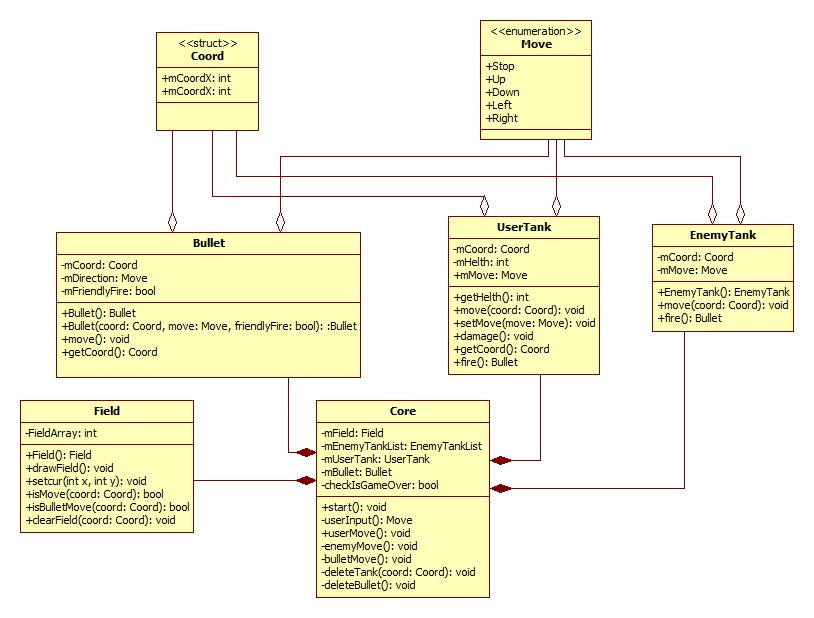 <<struct>>
Coord
+mCoordX: int
+mCoordX: int
<<enumeration>>
Move
+Stop
+Up
+Down
+Left
+Right
Bullet
-mCoord: Coord
-mDirection: Move
-mFriendlyFire: bool
+Bullet(): Bullet
+Bullet(coord: Coord, move: Move, friendlyFire: bool): :Bullet
+move(): void
+getCoord(): Coord
UserTank
-mCoord: Coord
-mHelth: int
+mMove: Move
+getHelth(): int
+move(coord: Coord): void
+setMove(move: Move): void
+damage(): void
+getCoord(): Coord
+fire(): Bullet
EnemyTank
-mCoord: Coord
-mMove: Move
+EnemyTank(): EnemyTank
+move(coord: Coord): void
+fire(): Bullet
Field
-FieldArray: int
+Field(): Field
+drawField(): void
+setcur(int x, int y): void
+isMove(coord: Coord): bool
+isBulletMove(coord: Coord): bool
+clearField(coord: Coord): void
Core
-mField: Field
-mEnemyTankList: EnemyTankList
-mUserTank: UserTank
-mBullet: Bullet
-checkIsGameOver: bool
+start(): void
-userInput(): Move
+userMove(): void
-enemyMove(): void
-bulletMove(): void
-deleteTank(coord: Coord): void
-deleteBullet(): void